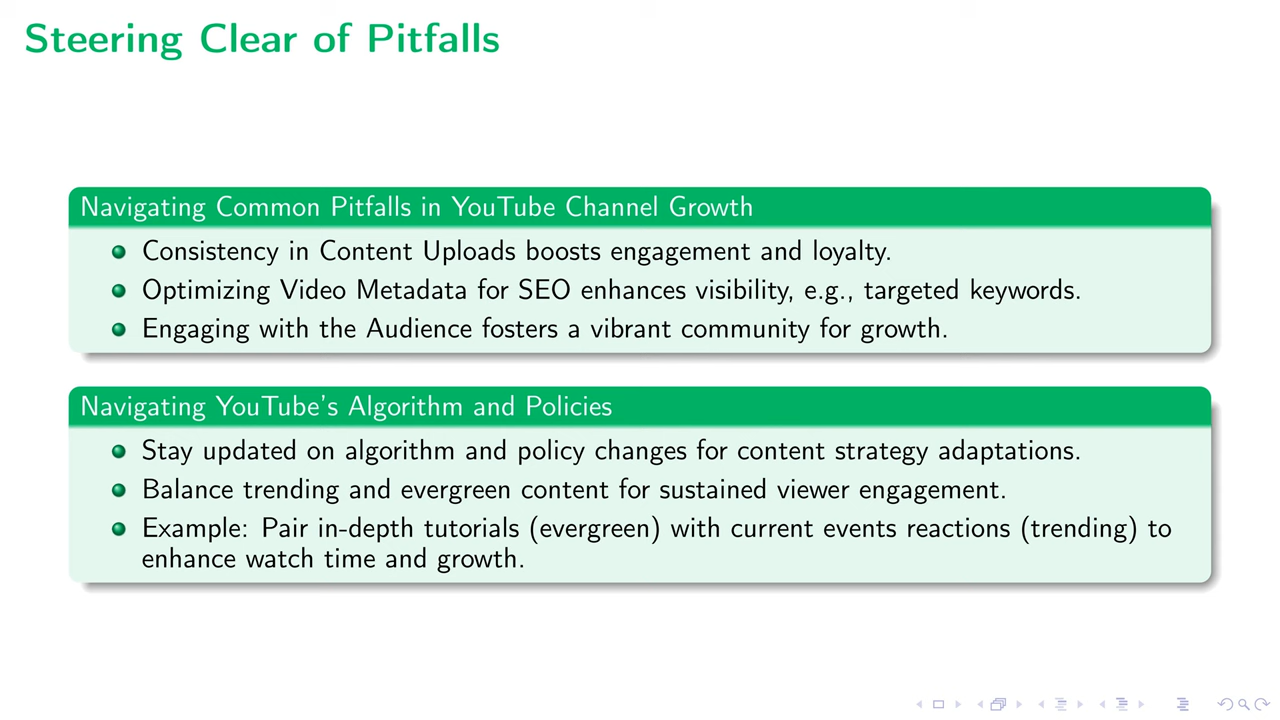 Steering Clear of Pitfalls
Navigating Common Pitfalls in YouTube Channel Growth
Consistency in Content Uploads boosts engagement and loyalty.
Optimizing Video Metadata for SEO enhances visibility, e.g., targeted keywords.
Engaging with the Audience fosters a vibrant community for growth.
Navigating YouTube's Algorithm and Policies
Stay updated on algorithm and policy changes for content strategy adaptations.
Balance trending and evergreen content for sustained viewer engagement.
Example: Pair in-depth tutorials (evergreen) with current events reactions (trending) to
enhance watch time and growth.